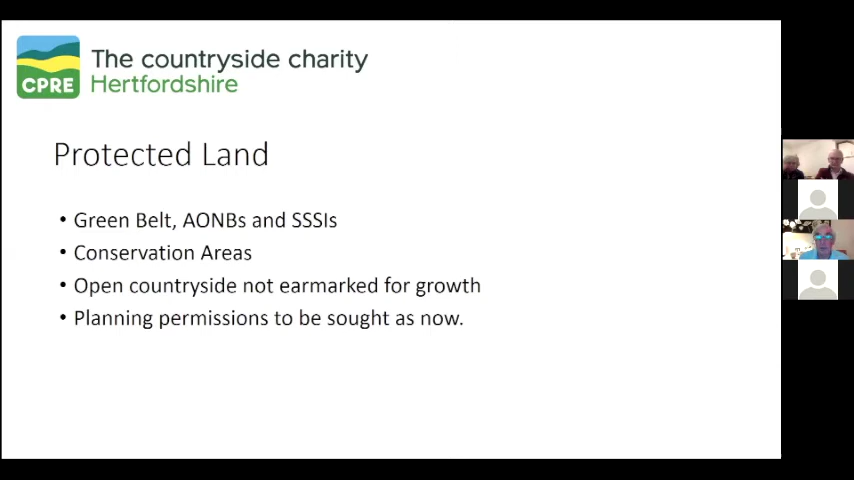 The countryside charity
CPRE Hertfordshire
Protected Land
• Green Belt, AONBs and SSSIs
• Conservation Areas
• Open countryside not earmarked for growth
• Planning permissions to be sought as now.